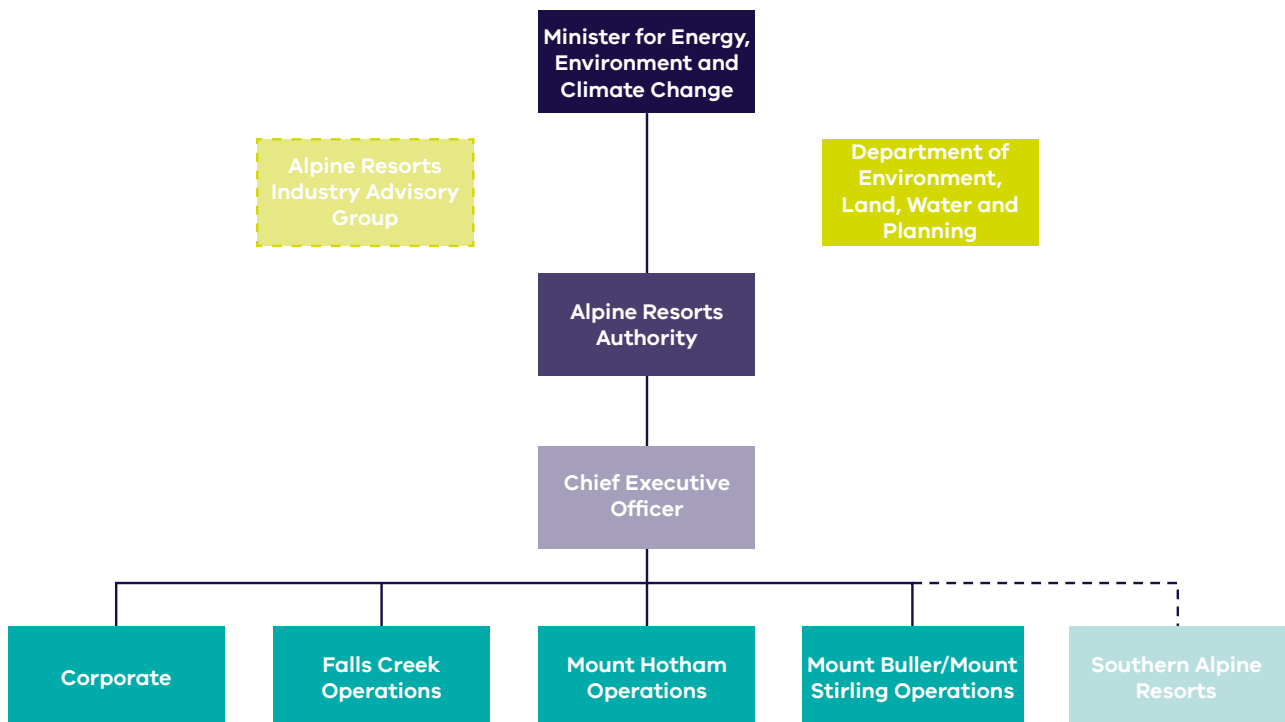 Minister for Energy,
Environment and
Climate Change
Alpine Resorts
Industry Advisory
Group
Department of
Environment,
Land, Water and
Planning
Alpine Resorts
Authority
Chief Executive
Officer
Corporate
Falls Creek
Operations
Mount Hotham
Operations
Mount Buller/Mount
Stirling Operations
Southern Alpine
Resorts